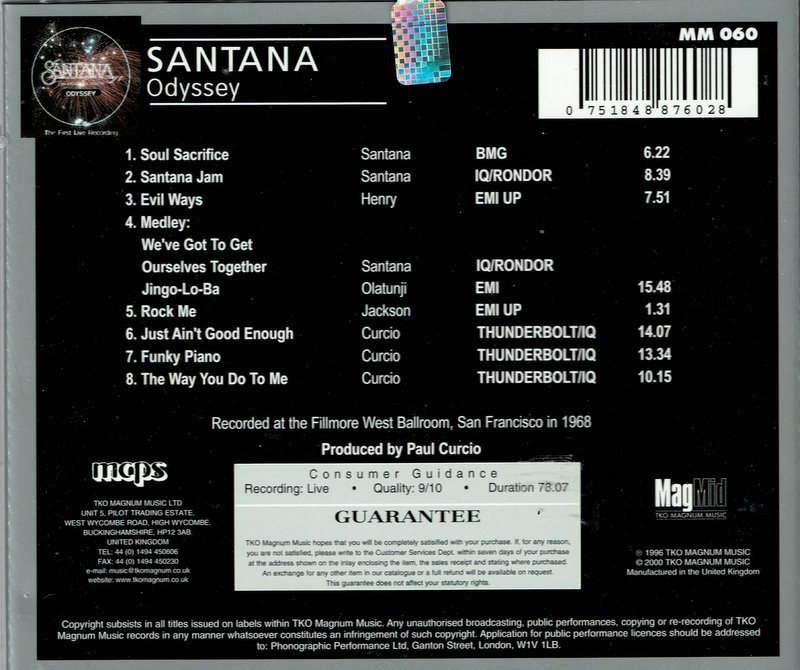 SANTANA
ODYSSEY
The First Live Recording
SANTANA
Odyssey
MM 060
0 751848 876028
1. Soul Sacrifice Santana BMG 6.22
2. Santana Jam Santana IQ/RONDOR 8.39
3. Evil Ways Henry EMI UP 7.51
4. Medley:
We've Got To Get
Ourselves Together Santana IQ/RONDOR
Jingo-Lo-Ba Olatunji EMI 15.48
5. Rock Me Jackson EMI UP 1.31
6. Just Ain't Good Enough Curcio THUNDERBOLT/IQ 14.07
7. Funky Piano Curcio THUNDERBOLT/IQ 13.34
8. The Way You Do To Me Curcio THUNDERBOLT/IQ 10.15
Recorded at the Fillmore West Ballroom, San Francisco in 1968
Produced by Paul Curcio
mcps
TKO MAGNUM MUSIC LTD
UNIT 5, PILOT TRADING ESTATE,
WEST WYCOMBE ROAD, HIGH WYCOMBE,
BUCKINGHAMSHIRE, HP12 3AB.
UNITED KINGDOM
TEL: 44 (0) 1494 450606
FAX: 44 (0) 1494 450230
e-mail: music@tkomagnum.co.uk
website: www.tkomagnum.co.uk
Consumer Guidance
Recording: Live • Quality: 9/10 • Duration 78.07
GUARANTEE
TKO Magnum Music hopes that you will be completely satisfied with your purchase. If, for any reason,
you are not satisfied, please write to the Customer Services Dept. within seven days of your purchase
at the address shown on the inlay enclosing the item, the sales receipt and stating where purchased.
An exchange for any other item in our catalogue or a full refund will be available on request.
This guarantee does not affect your statutory rights.
MagMid
TKO MAGNUM MUSIC
℗ 1996 TKO MAGNUM MUSIC
© 2000 TKO MAGNUM MUSIC
Manufactured in the United Kingdom
Copyright subsists in all titles issued on labels within TKO Magnum Music. Any unauthorised broadcasting, public performances, copying or re-recording of TKO
Magnum Music records in any manner whatsoever constitutes an infringement of such copyright. Application for public performance licences should be addressed
to: Phonographic Performance Ltd, Ganton Street, London, W1V 1LB.